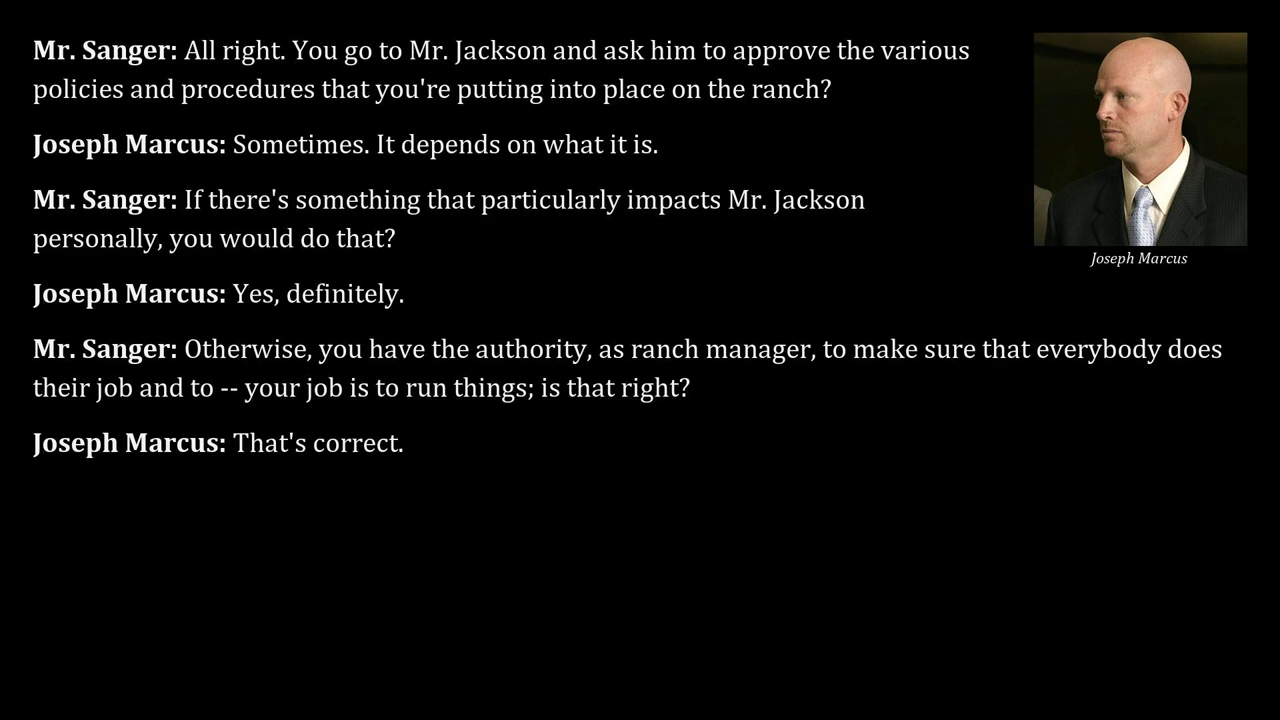 Mr. Sanger: All right. You go to Mr. Jackson and ask him to approve the various
policies and procedures that you're putting into place on the ranch?
Joseph Marcus: Sometimes. It depends on what it is.
Mr. Sanger: If there's something that particularly impacts Mr. Jackson
personally, you would do that?
Joseph Marcus
Joseph Marcus: Yes, definitely.
Mr. Sanger: Otherwise, you have the authority, as ranch manager, to make sure that everybody does
their job and to -- your job is to run things; is that right?
Joseph Marcus: That's correct.